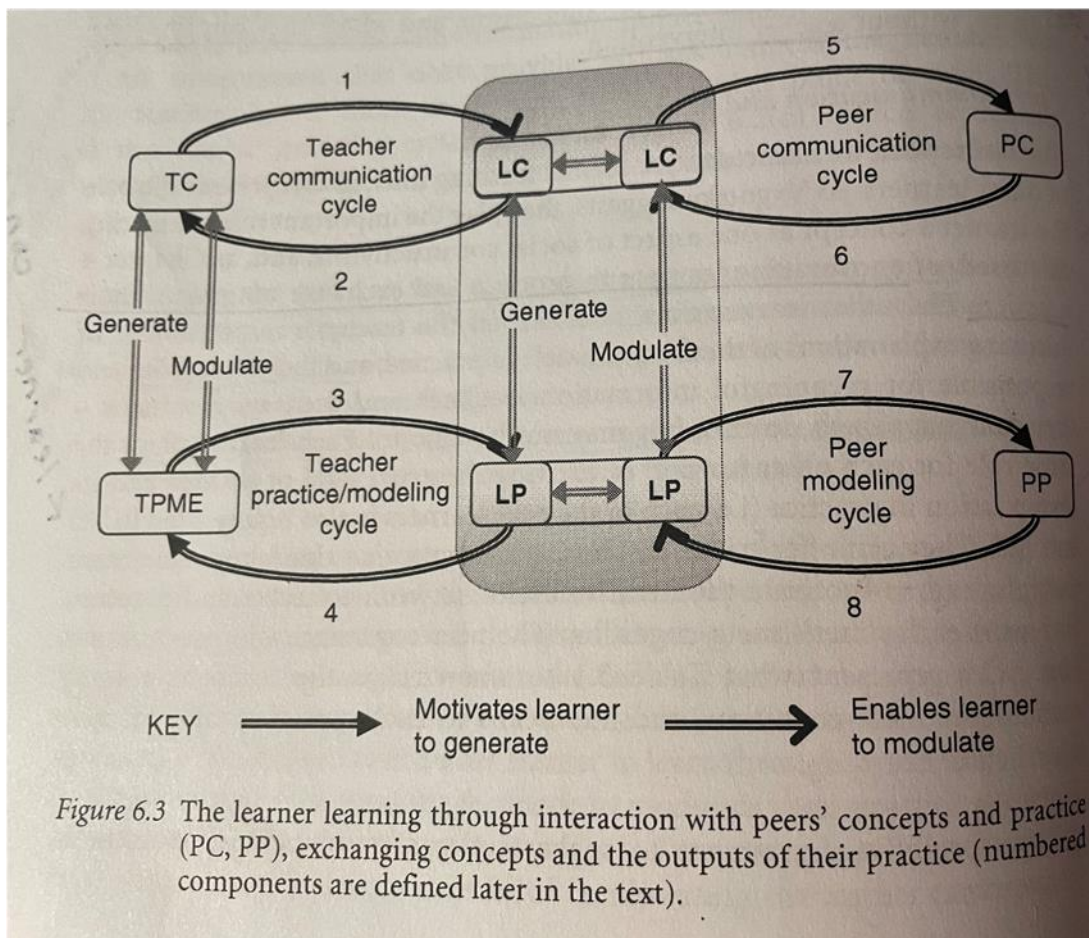 5
1
Teacher
communication
cycle
TC
LC
LC
Peer
communication
cycle
PC
2
6
Generate
Modulate
Generate
Modulate
3
7
Teacher
practice/modeling
cycle
TPME
LP
LP
Peer
modeling
cycle
PP
4
8
KEY
Motivates learner
to generate
Enables learner
to modulate
Figure 6.3 The learner learning through interaction with peers' concepts and practice
(PC, PP), exchanging concepts and the outputs of their practice (numbered
components are defined later in the text).